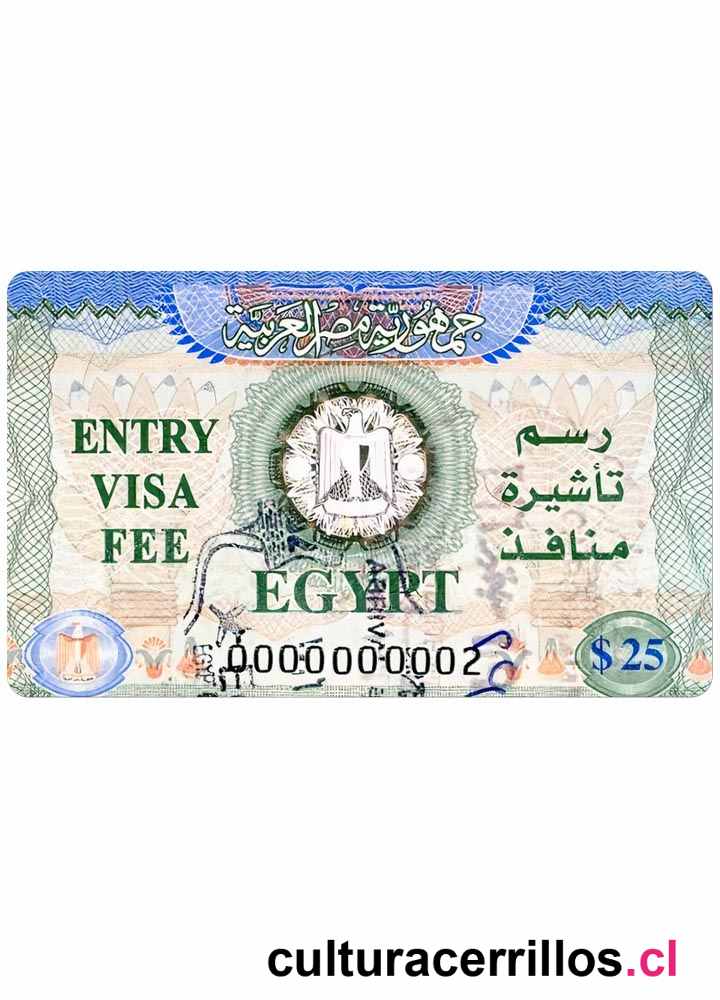 جمهورية مصر العربية
ENTRY
VISA
FEE
رسم
تأشيرة
منافذ
EGYPT
0000000002
$ 25
culturacerrillos.cl